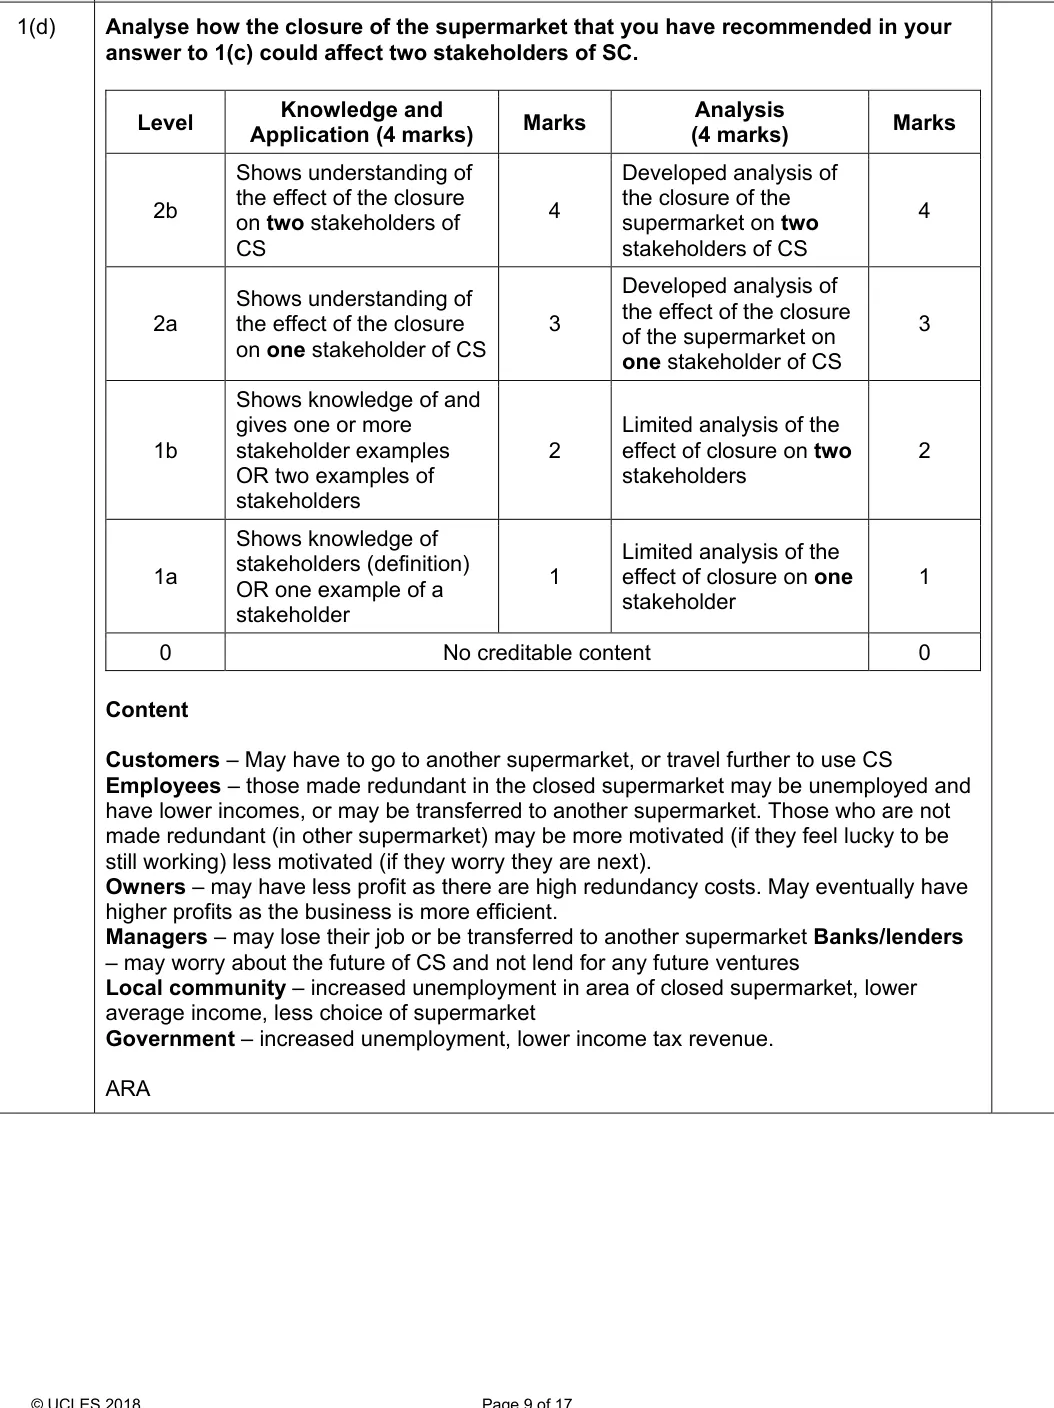 1(d)
Analyse how the closure of the supermarket that you have recommended in your
answer to 1(c) could affect two stakeholders of SC.
Level
Knowledge and
Application (4 marks)
Marks
Analysis
(4 marks)
Marks
2b
Shows understanding of
the effect of the closure
on two stakeholders of
CS
4
Developed analysis of
the closure of the
supermarket on two
stakeholders of CS
4
2a
Shows understanding of
the effect of the closure
on one stakeholder of CS
3
Developed analysis of
the effect of the closure
of the supermarket on
one stakeholder of CS
3
1b
Shows knowledge of and
gives one or more
stakeholder examples
OR two examples of
stakeholders
2
Limited analysis of the
effect of closure on two
stakeholders
2
1a
Shows knowledge of
stakeholders (definition)
OR one example of a
stakeholder
1
Limited analysis of the
effect of closure on one
stakeholder
1
0
No creditable content
0
Content
Customers – May have to go to another supermarket, or travel further to use CS
Employees – those made redundant in the closed supermarket may be unemployed and
have lower incomes, or may be transferred to another supermarket. Those who are not
made redundant (in other supermarket) may be more motivated (if they feel lucky to be
still working) less motivated (if they worry they are next).
Owners – may have less profit as there are high redundancy costs. May eventually have
higher profits as the business is more efficient.
Managers – may lose their job or be transferred to another supermarket Banks/lenders
– may worry about the future of CS and not lend for any future ventures
Local community – increased unemployment in area of closed supermarket, lower
average income, less choice of supermarket
Government – increased unemployment, lower income tax revenue.
ARA
© UCLES 2018
Page 9 of 17